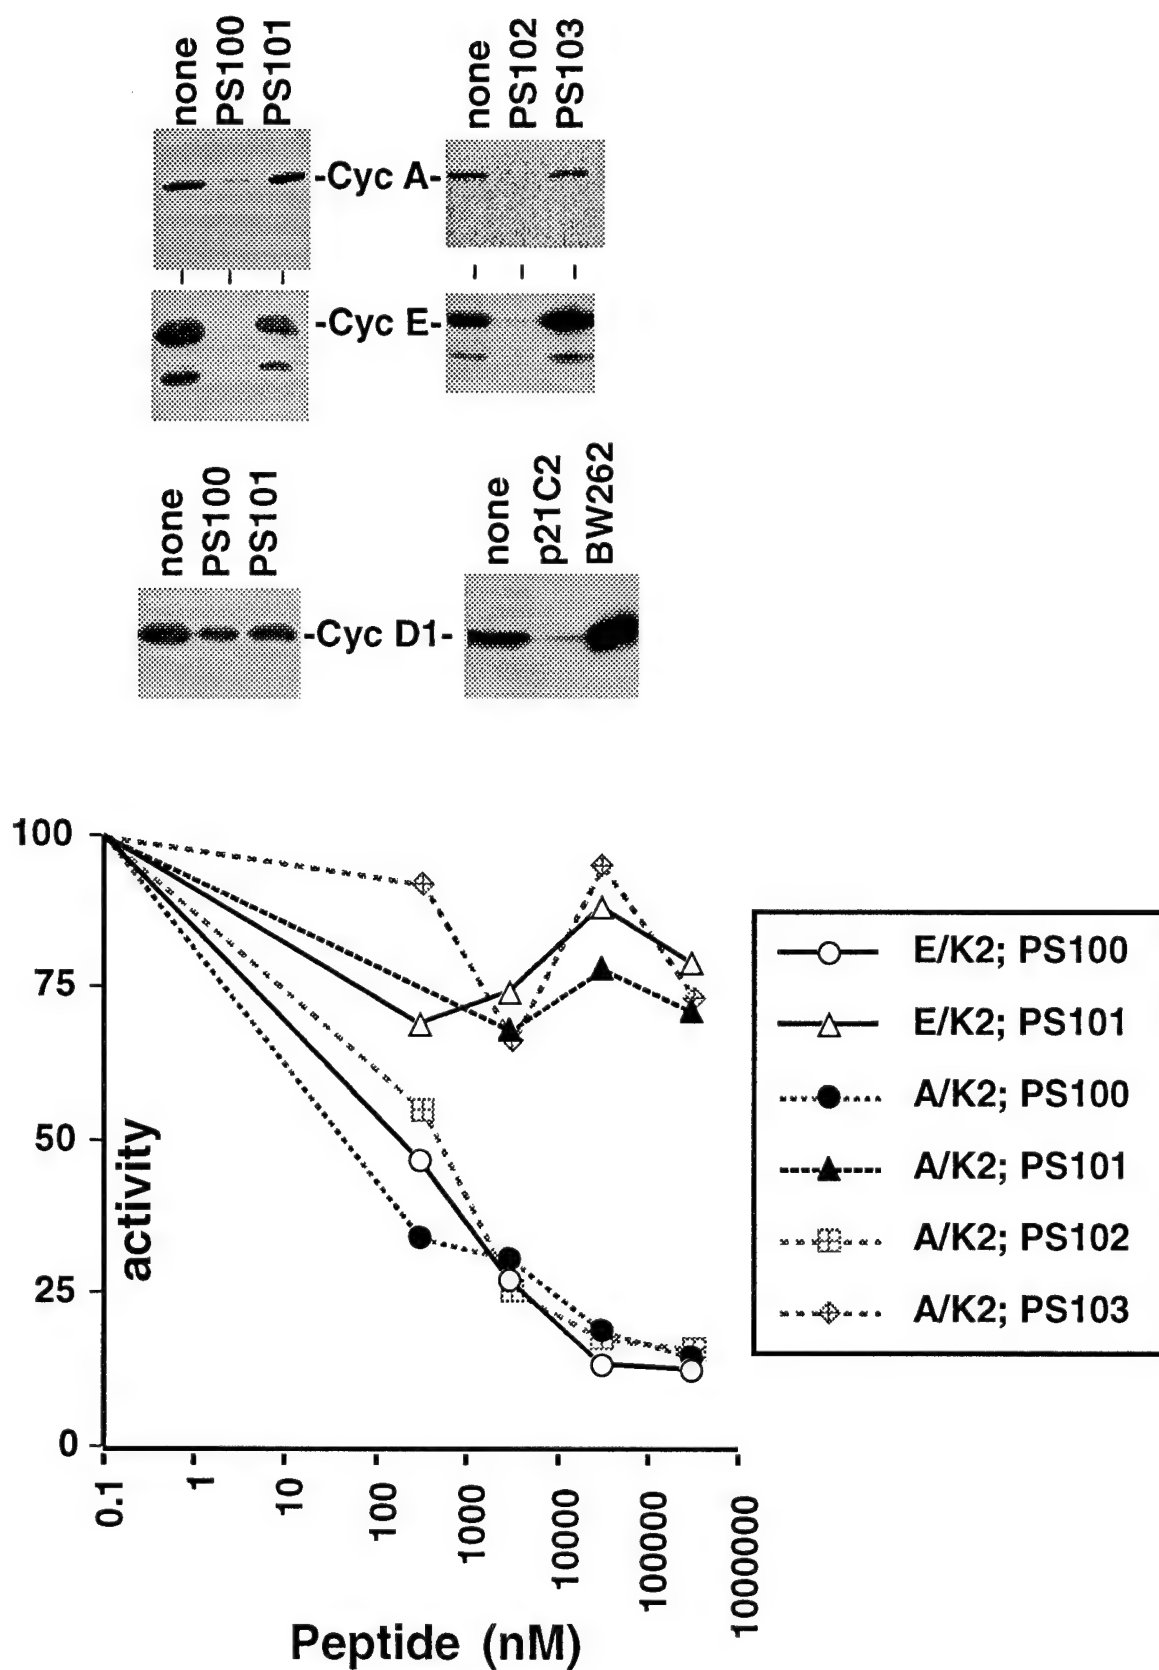 none PS100 PS101 none PS102 PS103
-Cyc A-
-Cyc E-
none PS100 PS101 none p21C2 BW262
-Cyc D1-
100
75
50
25
0
activity
0.1 1 10 100 1000 10000 100000 1000000
Peptide (nM)
E/K2; PS100
E/K2; PS101
A/K2; PS100
A/K2; PS101
A/K2; PS102
A/K2; PS103